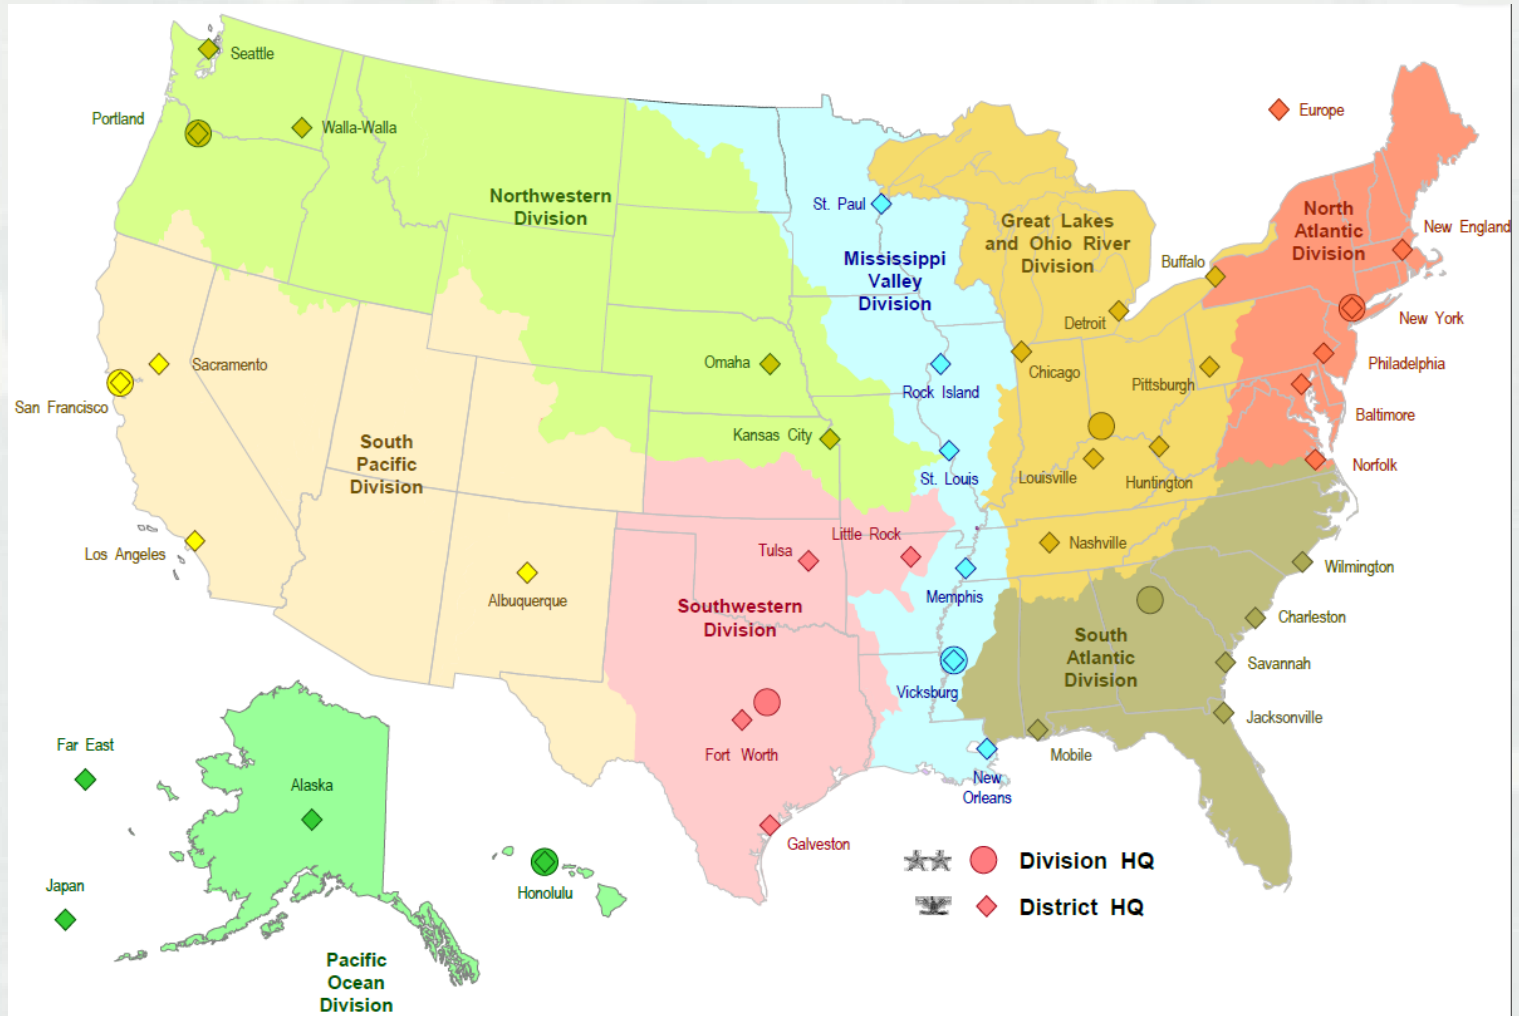 Seattle
Portland
Walla-Walla
Northwestern
Division
Omaha
Kansas City
St. Paul
Mississippi
Valley
Division
Rock Island
St. Louis
Memphis
Vicksburg
New
Orleans
Great Lakes
and Ohio River
Division
Buffalo
Detroit
Chicago
Pittsburgh
Louisville
Huntington
Nashville
Europe
North
Atlantic
Division
New England
New York
Philadelphia
Baltimore
Norfolk
Sacramento
San Francisco
South
Pacific
Division
Los Angeles
Albuquerque
Little Rock
Tulsa
Southwestern
Division
Fort Worth
Galveston
Wilmington
Charleston
South
Atlantic
Division
Savannah
Jacksonville
Mobile
Far East
Alaska
Japan
Honolulu
Pacific
Ocean
Division
Division HQ
District HQ